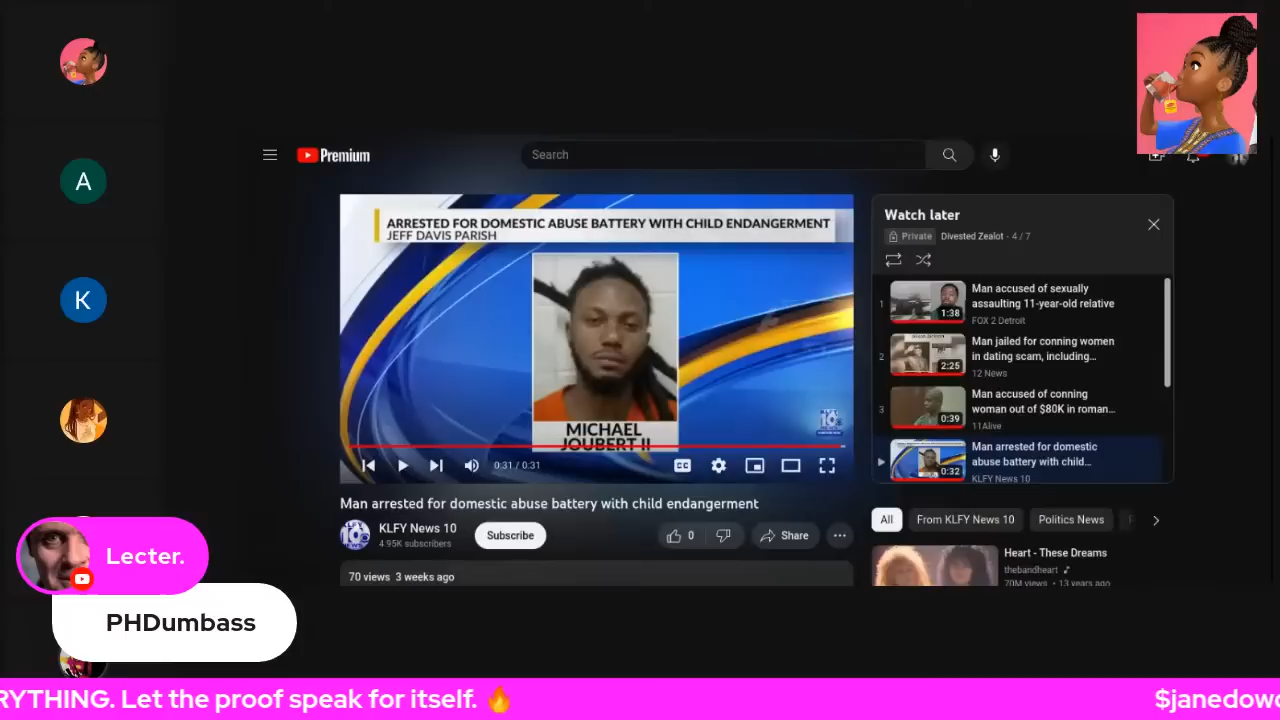 Premium
Search
A
K
ARRESTED FOR DOMESTIC ABUSE BATTERY WITH CHILD ENDANGERMENT
JEFF DAVIS PARISH
MICHAEL
JOUBERT II
0:31 / 0:31
CC
Man arrested for domestic abuse battery with child endangerment
KLFY News 10
4.95K subscribers
Subscribe
0
Share
70 views 3 weeks ago
Watch later
Private
Divested Zealot - 4 / 7
1
1:38
Man accused of sexually
assaulting 11-year-old relative
FOX 2 Detroit
2
2:25
Man jailed for conning women
in dating scam, including...
12 News
3
0:39
Man accused of conning
woman out of $80K in roman...
11Alive
0:32
Man arrested for domestic
abuse battery with child...
KLFY News 10
All
From KLFY News 10
Politics News
Heart - These Dreams
thebandheart
70M views • 13 years ago
Lecter.
PHDumbass
RYTHING. Let the proof speak for itself. 🔥
$janedow